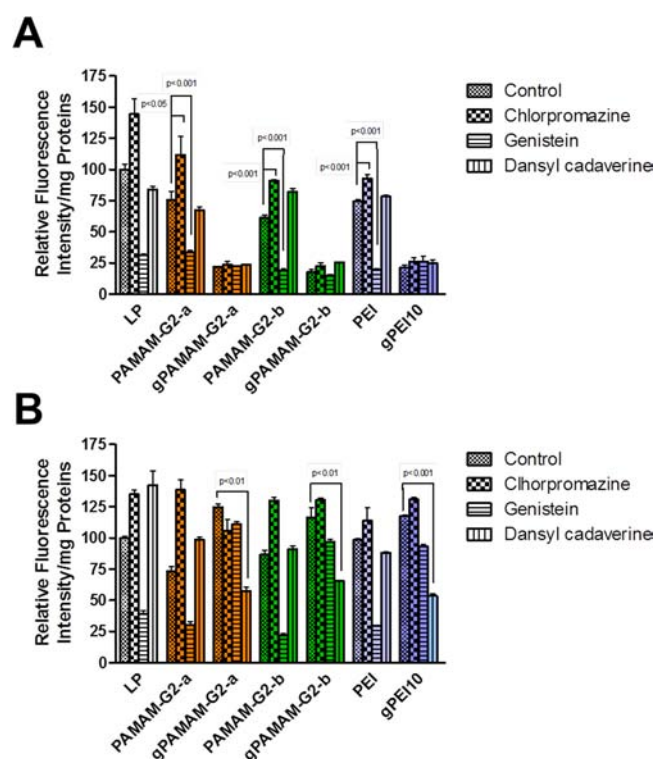 A
Relative Fluorescence
Intensity/mg Proteins
175
150
125
100
75
50
25
0
p<0.001
p<0.05
p<0.001
p<0.001
p<0.001
p<0.001
LP
PAMAM-G2-a
gPAMAM-G2-a
PAMAM-G2-b
gPAMAM-G2-b
PEI
gPEI10
Control
Chlorpromazine
Genistein
Dansyl cadaverine
B
Relative Fluorescence
Intensity/mg Proteins
175
150
125
100
75
50
25
0
p<0.01
p<0.01
p<0.001
LP
PAMAM-G2-a
gPAMAM-G2-a
PAMAM-G2-b
gPAMAM-G2-b
PEI
gPEI10
Control
Clhorpromazine
Genistein
Dansyl cadaverine